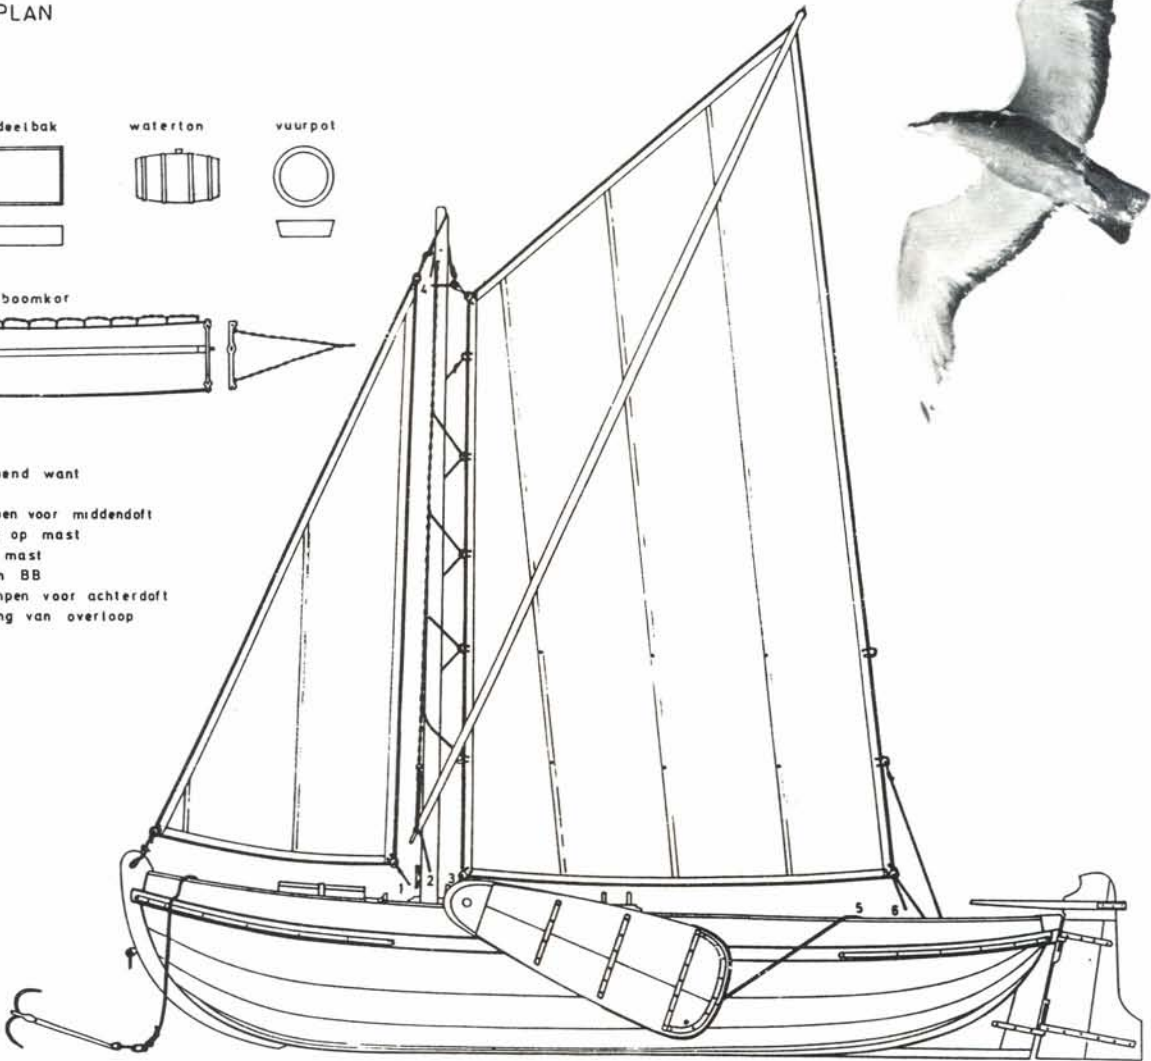 PLAN
deelbak waterton vuurpot
boomkor
end want
en voor middendoft
op mast
mast
BB
pen voor achterdoft
ng van overloop
4
1 2 3 5 6